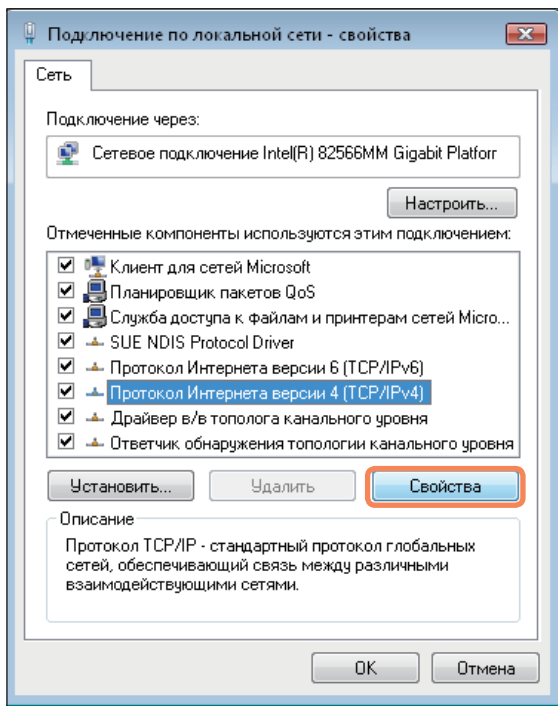 Подключение по локальной сети - свойства
Сеть
Подключение через:
Сетевое подключение Intel(R) 82566MM Gigabit Platforr
Настроить...
Отмеченные компоненты используются этим подключением:
Клиент для сетей Microsoft
Планировщик пакетов QoS
Служба доступа к файлам и принтерам сетей Micro...
SUE NDIS Protocol Driver
Протокол Интернета версии 6 (TCP/IPv6)
Протокол Интернета версии 4 (TCP/IPv4)
Драйвер в/в тополога канального уровня
Ответчик обнаружения топологии канального уровня
Установить... Удалить Свойства
Описание
Протокол TCP/IP - стандартный протокол глобальных
сетей, обеспечивающий связь между различными
взаимодействующими сетями.
OK Отмена